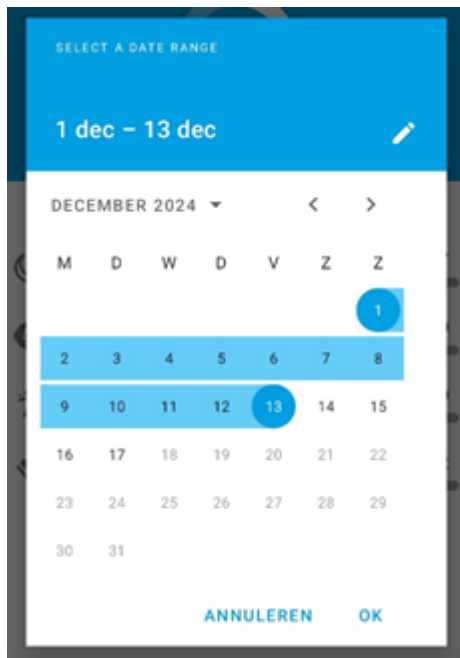 SELECT A DATE RANGE
1 dec – 13 dec
DECEMBER 2024
M D W D V Z Z
1
2 3 4 5 6 7 8
9 10 11 12 13 14 15
16 17 18 19 20 21 22
23 24 25 26 27 28 29
30 31
ANNULEREN OK